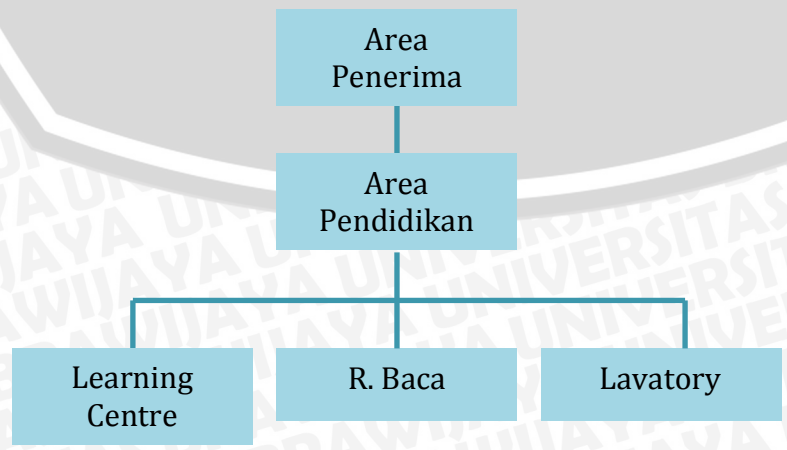 Area
Penerima
Area
Pendidikan
Learning
Centre
R. Baca
Lavatory